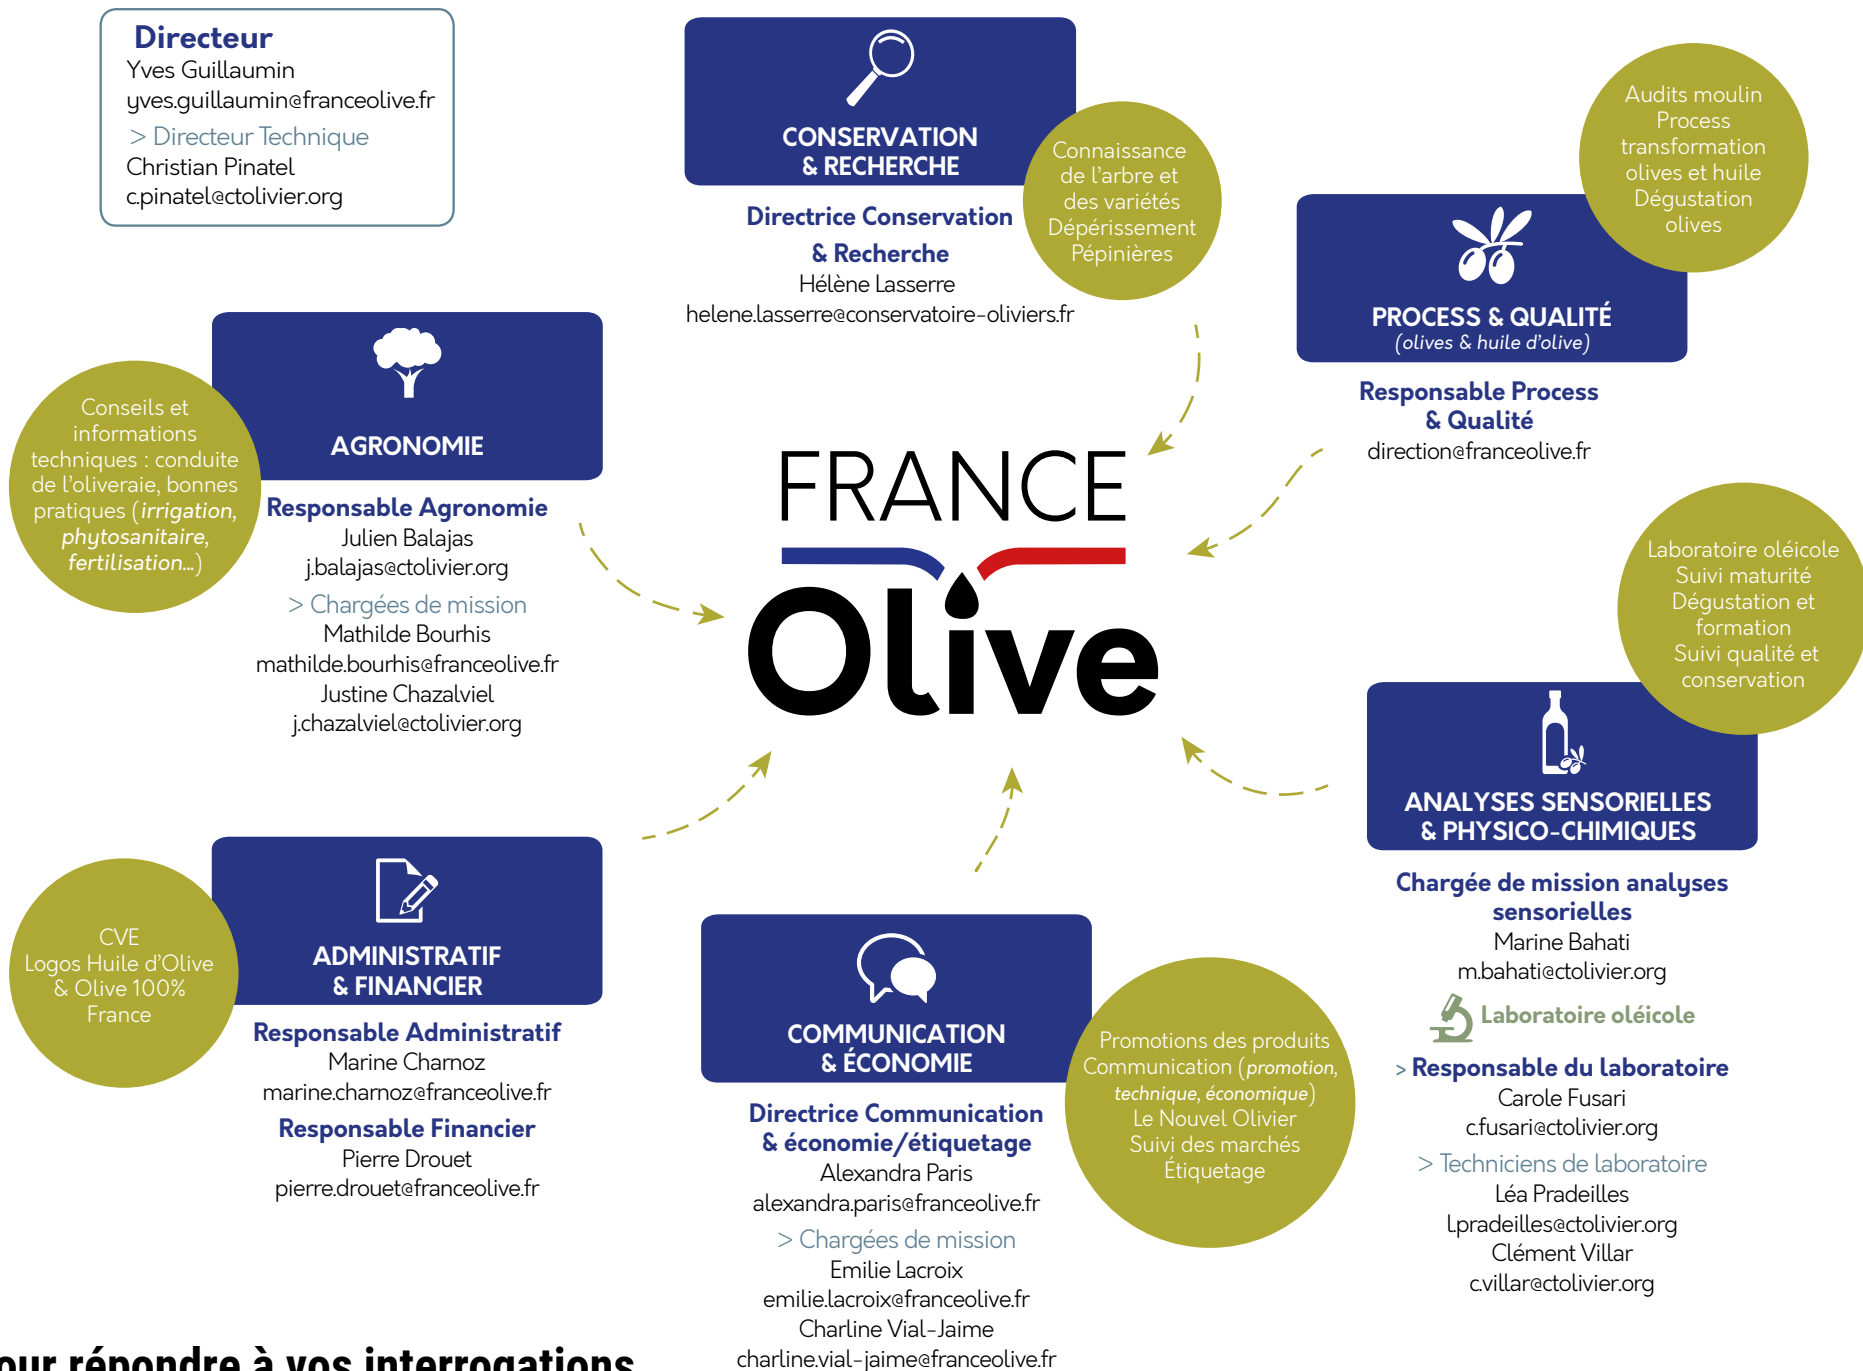 Directeur
Yves Guillaumin
yves.guillaumin@franceolive.fr
> Directeur Technique
Christian Pinatel
c.pinatel@ctolivier.org
CONSERVATION
& RECHERCHE
Connaissance
de l'arbre et
des variétés
Dépérissement
Pépinières
Directrice Conservation
& Recherche
Hélène Lasserre
helene.lasserre@conservatoire-oliviers.fr
Audits moulin
Process
transformation
olives et huile
Dégustation
olives
PROCESS & QUALITÉ
(olives & huile d'olive)
Responsable Process
& Qualité
direction@franceolive.fr
AGRONOMIE
Conseils et
informations
techniques : conduite
de l'oliveraie, bonnes
pratiques (irrigation,
phytosanitaire,
fertilisation...)
Responsable Agronomie
Julien Balajas
j.balajas@ctolivier.org
> Chargées de mission
Mathilde Bourhis
mathilde.bourhis@franceolive.fr
Justine Chazalviel
j.chazalviel@ctolivier.org
FRANCE
Olive
Laboratoire oléicole
Suivi maturité
Dégustation et
formation
Suivi qualité et
conservation
ANALYSES SENSORIELLES
& PHYSICO-CHIMIQUES
Chargée de mission analyses
sensorielles
Marine Bahati
m.bahati@ctolivier.org
Laboratoire oléicole
> Responsable du laboratoire
Carole Fusari
c.fusari@ctolivier.org
> Techniciens de laboratoire
Léa Pradeilles
l.pradeilles@ctolivier.org
Clément Villar
c.villar@ctolivier.org
CVE
Logos Huile d'Olive
& Olive 100%
France
ADMINISTRATIF
& FINANCIER
Responsable Administratif
Marine Charnoz
marine.charnoz@franceolive.fr
Responsable Financier
Pierre Drouet
pierre.drouet@franceolive.fr
COMMUNICATION
& ÉCONOMIE
Promotions des produits
Communication (promotion,
technique, économique)
Le Nouvel Olivier
Suivi des marchés
Étiquetage
Directrice Communication
& économie/étiquetage
Alexandra Paris
alexandra.paris@franceolive.fr
> Chargées de mission
Emilie Lacroix
emilie.lacroix@franceolive.fr
Charline Vial-Jaime
charline.vial-jaime@franceolive.fr
our répondre à vos interrogations